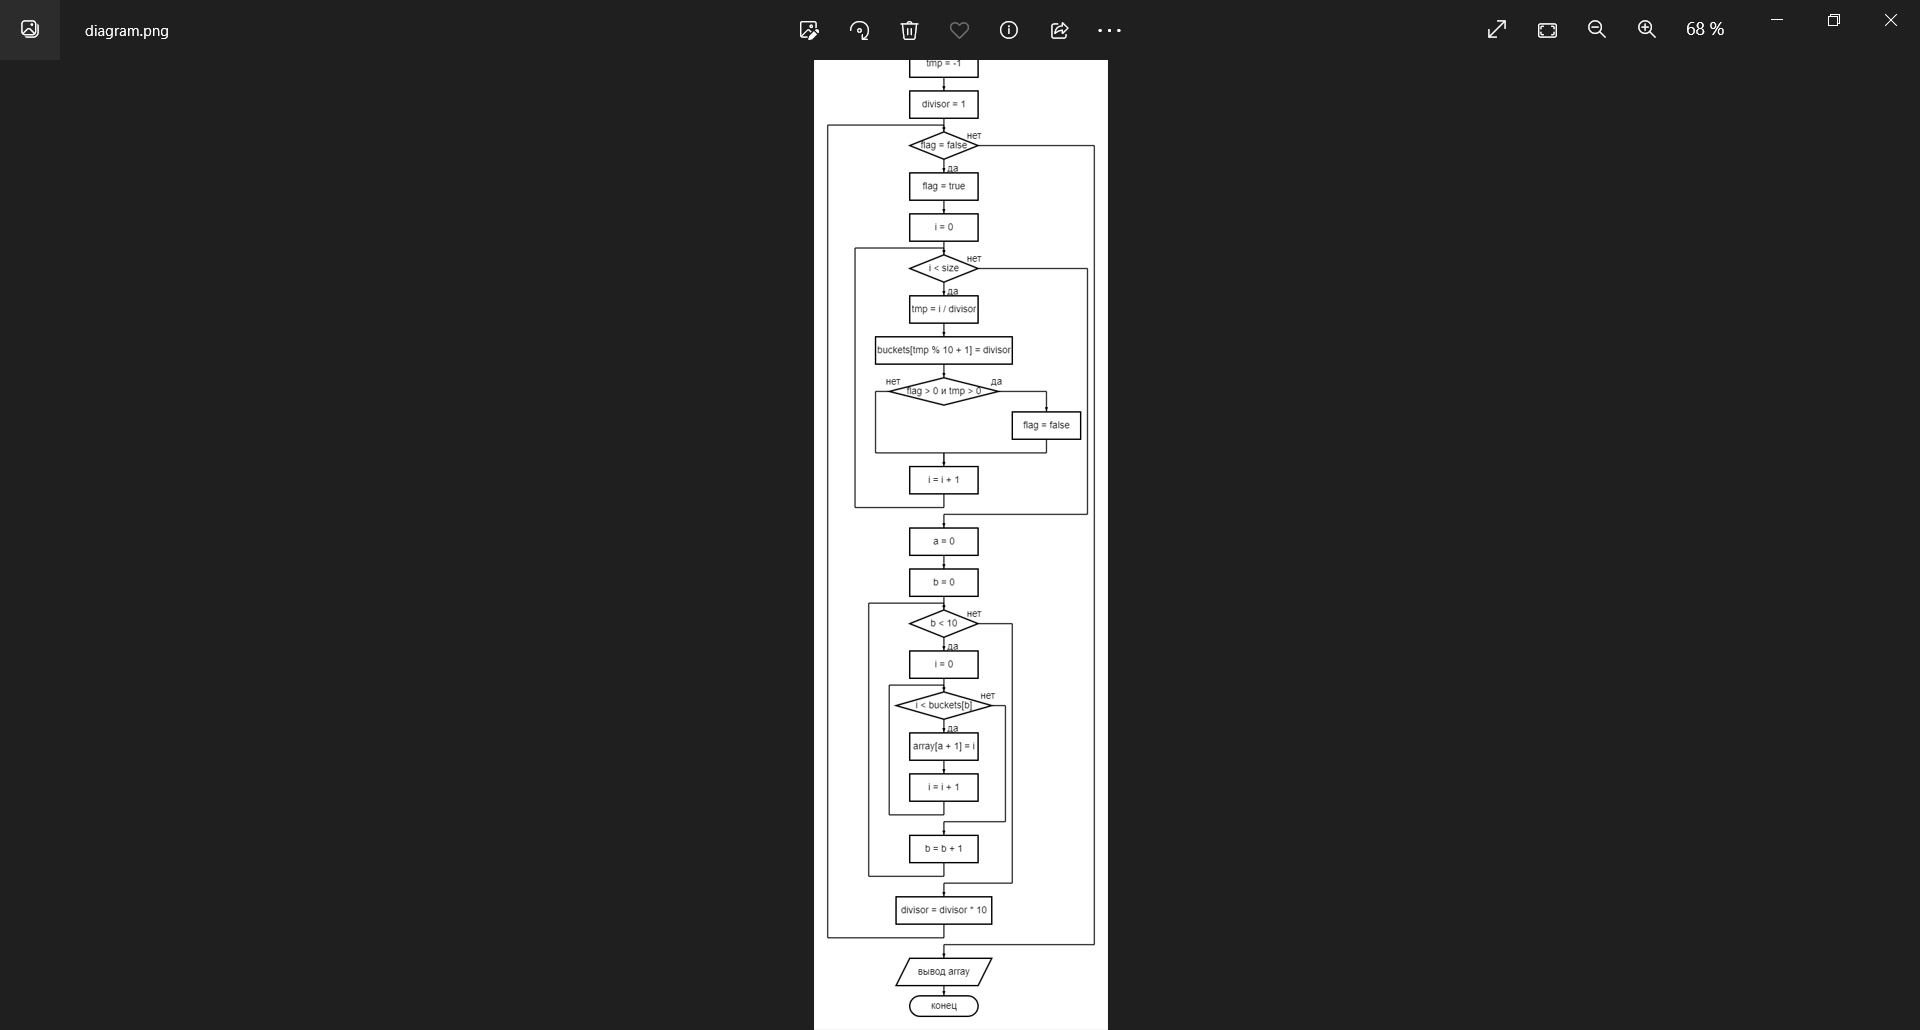 diagram.png
68 %
tmp = -1
divisor = 1
нет
flag = false
да
flag = true
i = 0
нет
i < size
да
tmp = i / divisor
buckets[tmp % 10 + 1] = divisor
нет
да
flag > 0 и tmp > 0
flag = false
i = i + 1
a = 0
b = 0
нет
b < 10
да
i = 0
нет
i < buckets[b]
да
array[a + 1] = i
i = i + 1
b = b + 1
divisor = divisor * 10
вывод array
конец